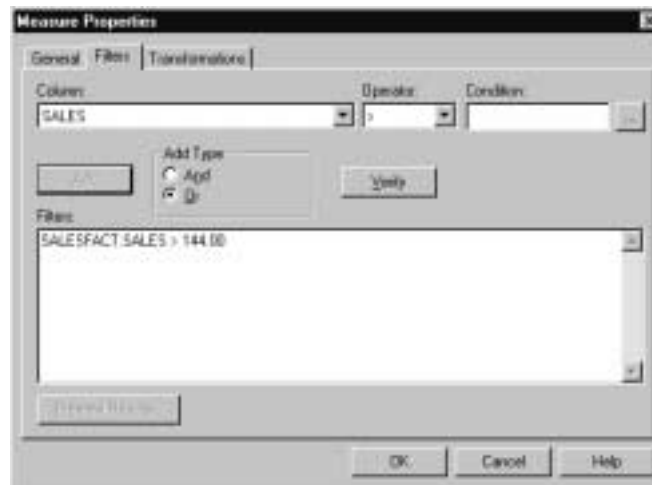 Measure Properties
General Filters Transformations
Column: Operator: Condition:
SALES > ...
Add Type
And
Or
Verify
Filters:
SALESFACT.SALES > 144.00
OK Cancel Help